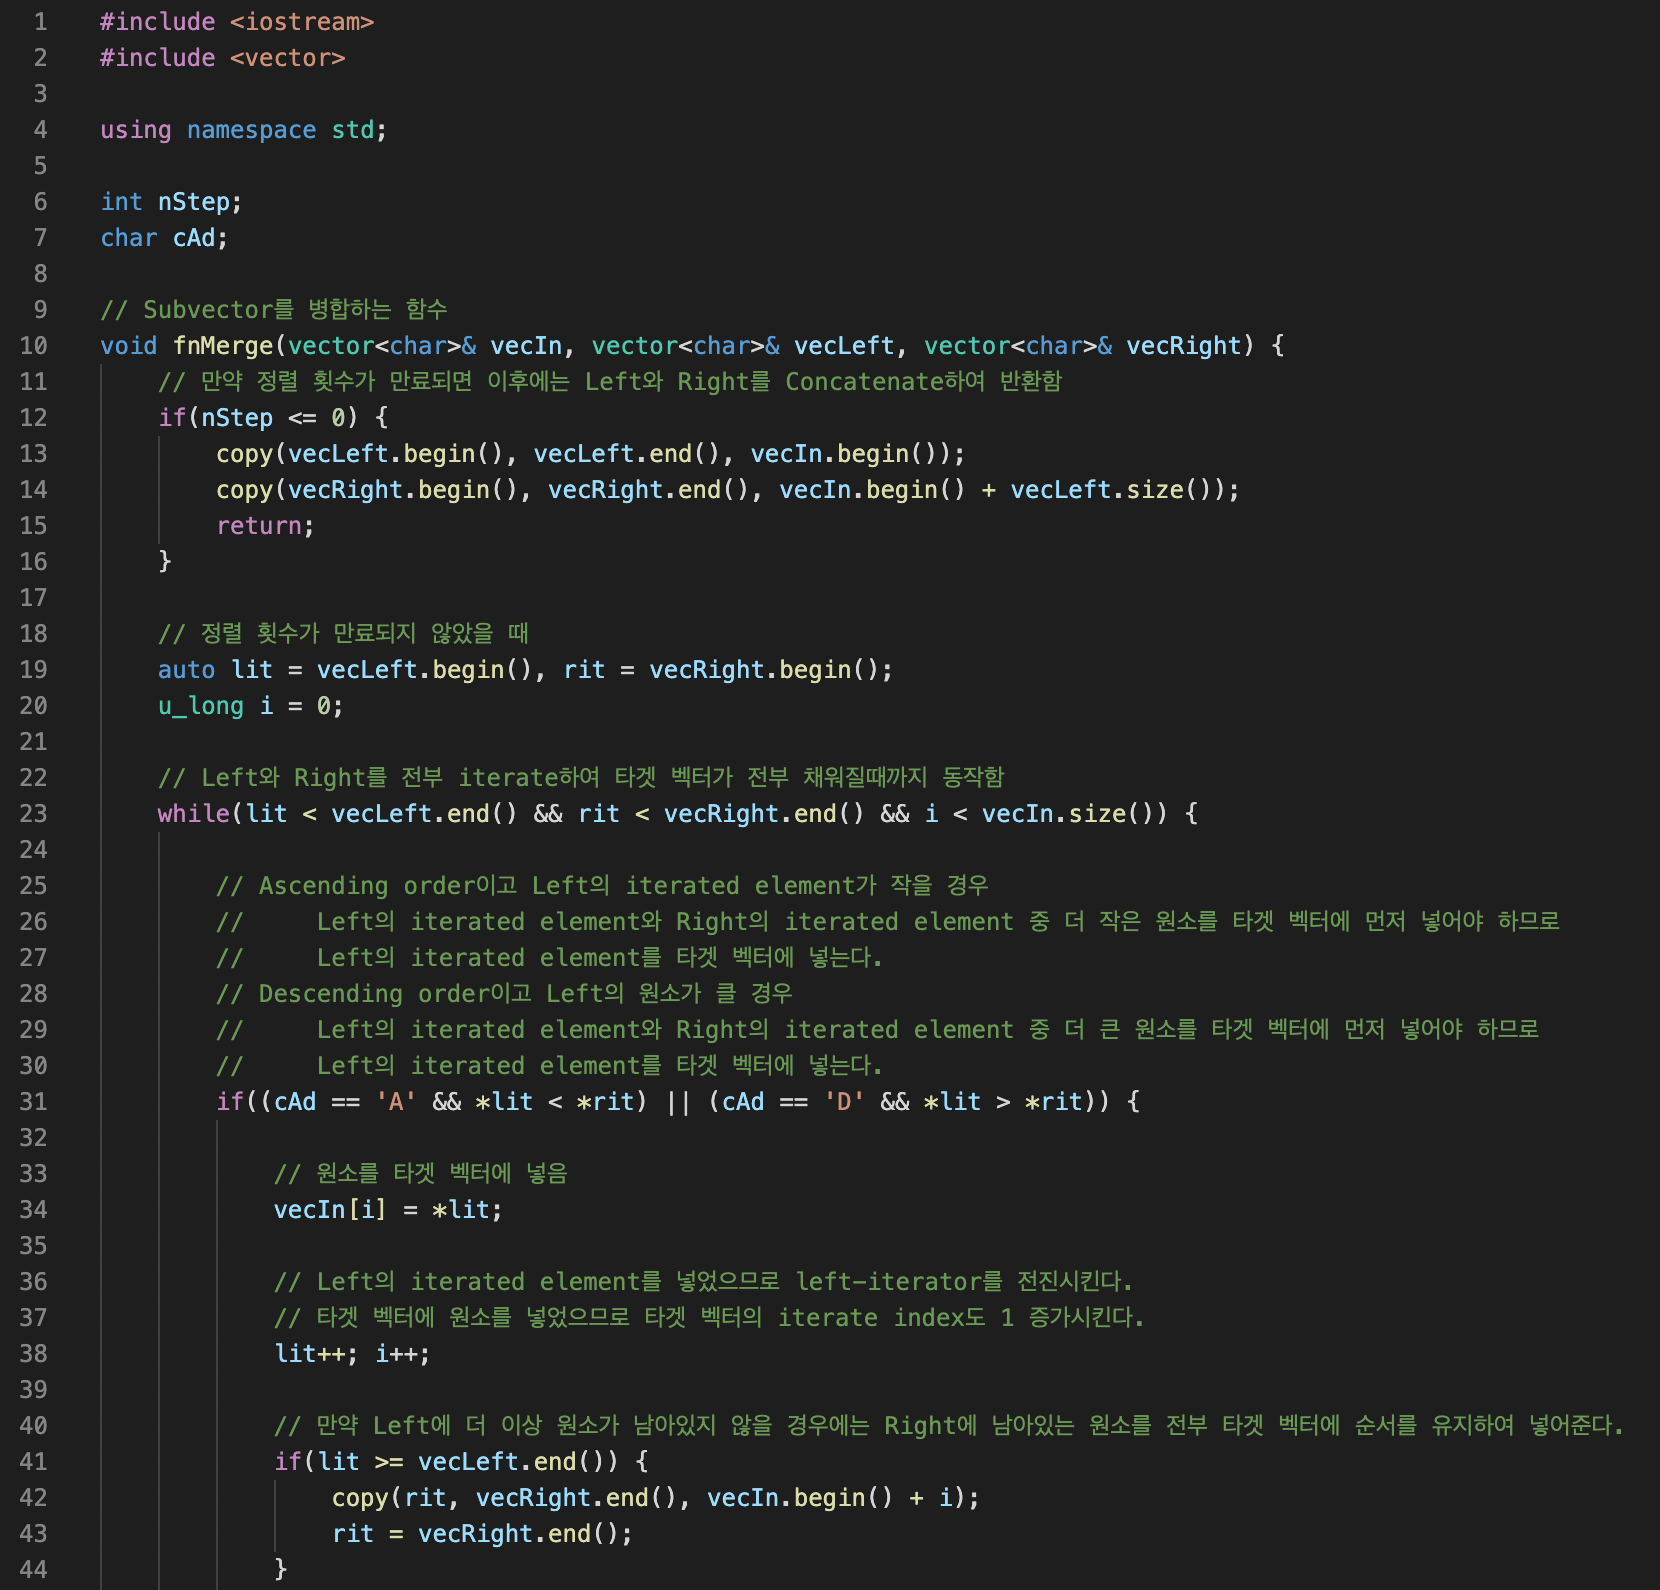 1 #include <iostream>
2 #include <vector>
3
4 using namespace std;
5
6 int nStep;
7 char cAd;
8
9 // Subvector를 병합하는 함수
10 void fnMerge(vector<char>& vecIn, vector<char>& vecLeft, vector<char>& vecRight) {
11     // 만약 정렬 횟수가 만료되면 이후에는 Left와 Right를 Concatenate하여 반환함
12     if(nStep <= 0) {
13         copy(vecLeft.begin(), vecLeft.end(), vecIn.begin());
14         copy(vecRight.begin(), vecRight.end(), vecIn.begin() + vecLeft.size());
15         return;
16     }
17
18     // 정렬 횟수가 만료되지 않았을 때
19     auto lit = vecLeft.begin(), rit = vecRight.begin();
20     u_long i = 0;
21
22     // Left와 Right를 전부 iterate하여 타겟 벡터가 전부 채워질때까지 동작함
23     while(lit < vecLeft.end() && rit < vecRight.end() && i < vecIn.size()) {
24
25         // Ascending order이고 Left의 iterated element가 작을 경우
26         //     Left의 iterated element와 Right의 iterated element 중 더 작은 원소를 타겟 벡터에 먼저 넣어야 하므로
27         //     Left의 iterated element를 타겟 벡터에 넣는다.
28         // Descending order이고 Left의 원소가 클 경우
29         //     Left의 iterated element와 Right의 iterated element 중 더 큰 원소를 타겟 벡터에 먼저 넣어야 하므로
30         //     Left의 iterated element를 타겟 벡터에 넣는다.
31         if((cAd == 'A' && *lit < *rit) || (cAd == 'D' && *lit > *rit)) {
32
33             // 원소를 타겟 벡터에 넣음
34             vecIn[i] = *lit;
35
36             // Left의 iterated element를 넣었으므로 left-iterator를 전진시킨다.
37             // 타겟 벡터에 원소를 넣었으므로 타겟 벡터의 iterate index도 1 증가시킨다.
38             lit++; i++;
39
40             // 만약 Left에 더 이상 원소가 남아있지 않을 경우에는 Right에 남아있는 원소를 전부 타겟 벡터에 순서를 유지하여 넣어준다.
41             if(lit >= vecLeft.end()) {
42                 copy(rit, vecRight.end(), vecIn.begin() + i);
43                 rit = vecRight.end();
44             }